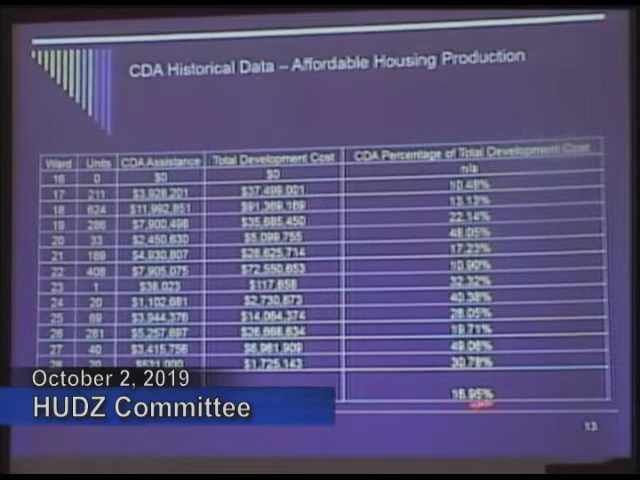 CDA Historical Data – Affordable Housing Production
Ward Units CDA Assistance Total Development Cost CDA Percentage of Total Development Cost
16 0 $0 $0 n/a
17 211 $3,928,201 $37,499,001 10.48%
18 624 $11,992,851 $91,369,169 13.13%
19 286 $7,900,498 $35,685,450 22.14%
20 33 $2,450,630 $5,099,755 48.05%
21 189 $4,930,807 $28,625,714 17.23%
22 408 $7,905,075 $72,550,653 10.90%
23 1 $38,023 $117,658 32.32%
24 20 $1,102,681 $2,730,673 40.38%
25 69 $3,944,376 $14,064,374 28.05%
26 281 $5,257,697 $26,668,634 19.71%
27 40 $3,415,756 $6,961,909 49.06%
$531,000 $1,725,143 30.78%
16.95%
October 2, 2019
HUDZ Committee
13